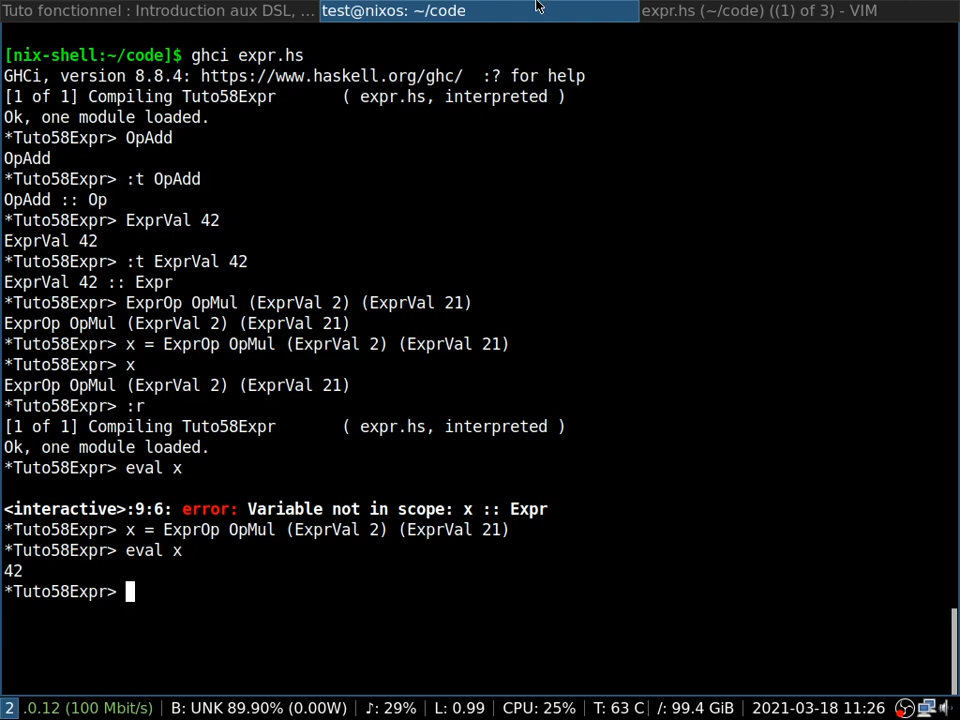 Tuto fonctionnel : Introduction aux DSL, ... test@nixos: ~/code expr.hs (~/code) ((1) of 3) - VIM
[nix-shell:~/code]$ ghci expr.hs
GHCi, version 8.8.4: https://www.haskell.org/ghc/  :? for help
[1 of 1] Compiling Tuto58Expr       ( expr.hs, interpreted )
Ok, one module loaded.
*Tuto58Expr> OpAdd
OpAdd
*Tuto58Expr> :t OpAdd
OpAdd :: Op
*Tuto58Expr> ExprVal 42
ExprVal 42
*Tuto58Expr> :t ExprVal 42
ExprVal 42 :: Expr
*Tuto58Expr> ExprOp OpMul (ExprVal 2) (ExprVal 21)
ExprOp OpMul (ExprVal 2) (ExprVal 21)
*Tuto58Expr> x = ExprOp OpMul (ExprVal 2) (ExprVal 21)
*Tuto58Expr> x
ExprOp OpMul (ExprVal 2) (ExprVal 21)
*Tuto58Expr> :r
[1 of 1] Compiling Tuto58Expr       ( expr.hs, interpreted )
Ok, one module loaded.
*Tuto58Expr> eval x
<interactive>:9:6: error: Variable not in scope: x :: Expr
*Tuto58Expr> x = ExprOp OpMul (ExprVal 2) (ExprVal 21)
*Tuto58Expr> eval x
42
*Tuto58Expr>
2 .0.12 (100 Mbit/s) B: UNK 89.90% (0.00W) ♪: 29% L: 0.99 CPU: 25% T: 63 C /: 99.4 GiB 2021-03-18 11:26